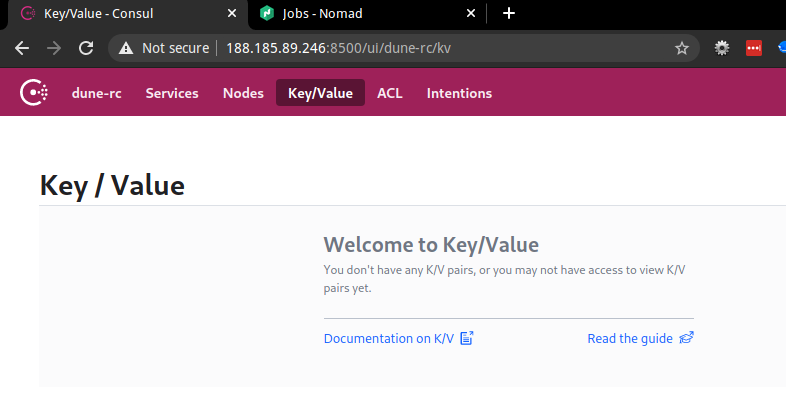 Key/Value - Consul
Jobs - Nomad
Not secure 188.185.89.246:8500/ui/dune-rc/kv
dune-rc Services Nodes Key/Value ACL Intentions
Key / Value
Welcome to Key/Value
You don't have any K/V pairs, or you may not have access to view K/V
pairs yet.
Documentation on K/V Read the guide